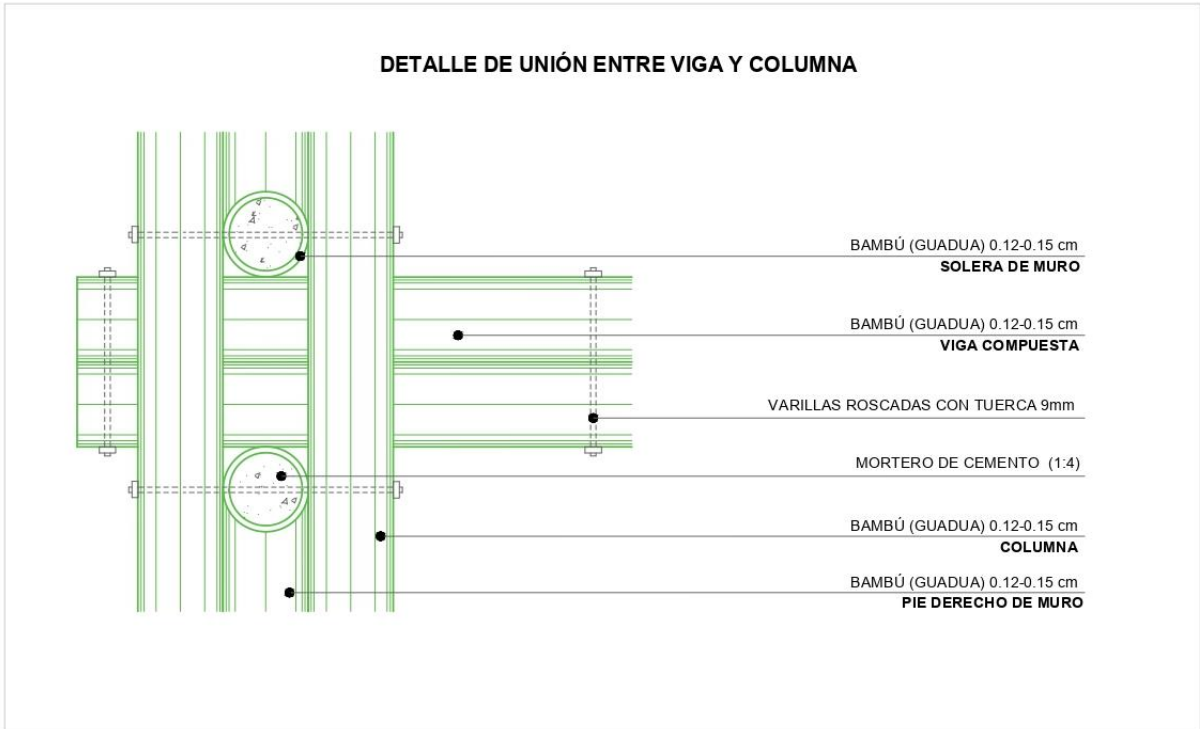 DETALLE DE UNIÓN ENTRE VIGA Y COLUMNA
BAMBÚ (GUADUA) 0.12-0.15 cm
SOLERA DE MURO
BAMBÚ (GUADUA) 0.12-0.15 cm
VIGA COMPUESTA
VARILLAS ROSCADAS CON TUERCA 9mm
MORTERO DE CEMENTO (1:4)
BAMBÚ (GUADUA) 0.12-0.15 cm
COLUMNA
BAMBÚ (GUADUA) 0.12-0.15 cm
PIE DERECHO DE MURO